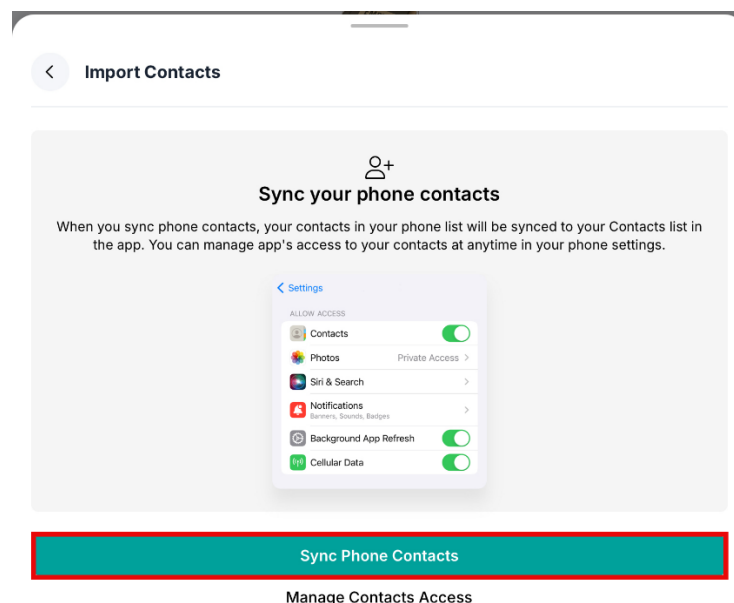 Import Contacts
Sync your phone contacts
When you sync phone contacts, your contacts in your phone list will be synced to your Contacts list in
the app. You can manage app's access to your contacts at anytime in your phone settings.
Settings
ALLOW ACCESS
Contacts
Photos Private Access
Siri & Search
Notifications
Banners, Sounds, Badges
Background App Refresh
Cellular Data
Sync Phone Contacts
Manage Contacts Access